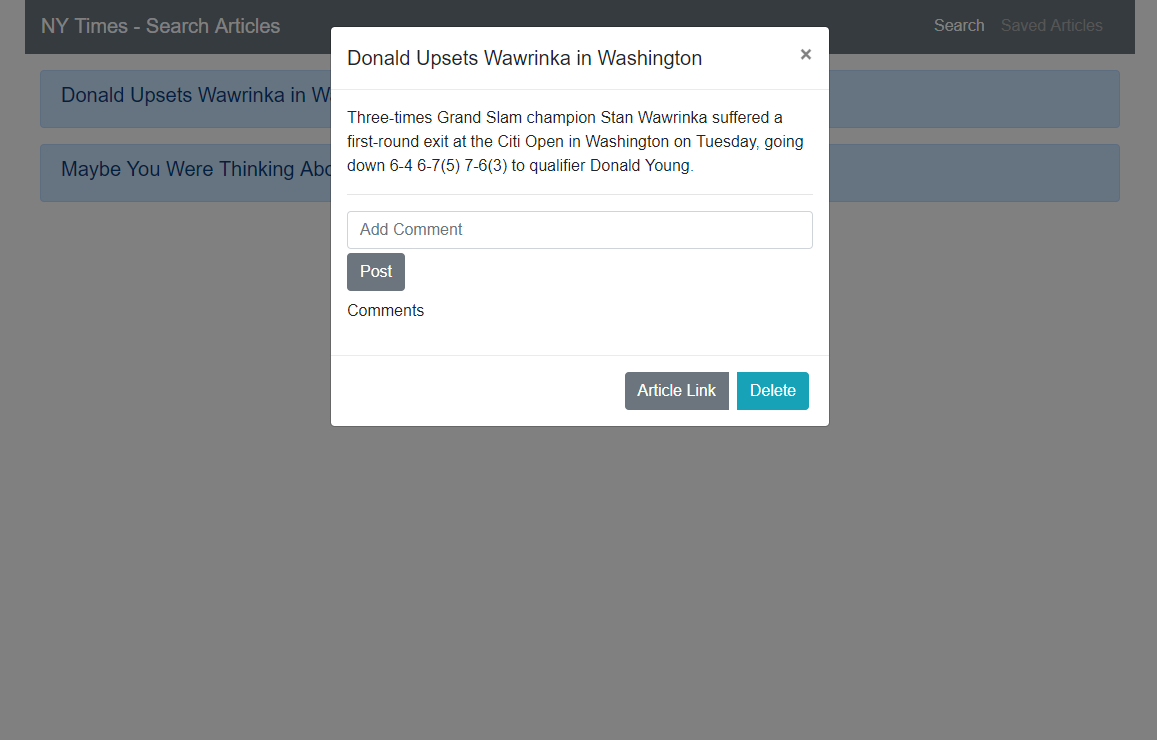 NY Times - Search Articles
Search
Saved Articles
Donald Upsets Wawrinka in
Maybe You Were Thinking
Donald Upsets Wawrinka in Washington
×
Three-times Grand Slam champion Stan Wawrinka suffered a
first-round exit at the Citi Open in Washington on Tuesday, going
down 6-4 6-7(5) 7-6(3) to qualifier Donald Young.
Add Comment
Post
Comments
Article Link
Delete